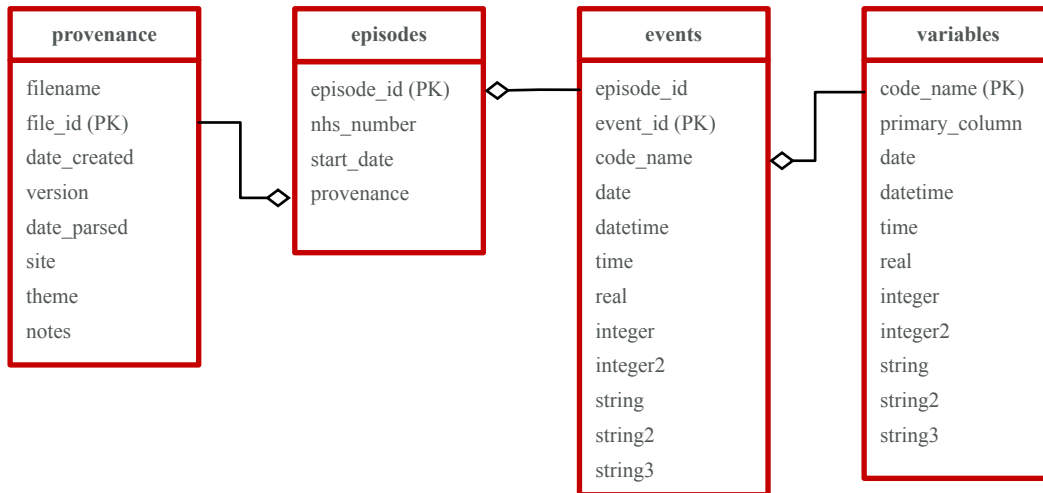 provenance
filename
file_id (PK)
date_created
version
date_parsed
site
theme
notes
episodes
episode_id (PK)
nhs_number
start_date
provenance
events
episode_id
event_id (PK)
code_name
date
datetime
time
real
integer
integer2
string
string2
string3
variables
code_name (PK)
primary_column
date
datetime
time
real
integer
integer2
string
string2
string3